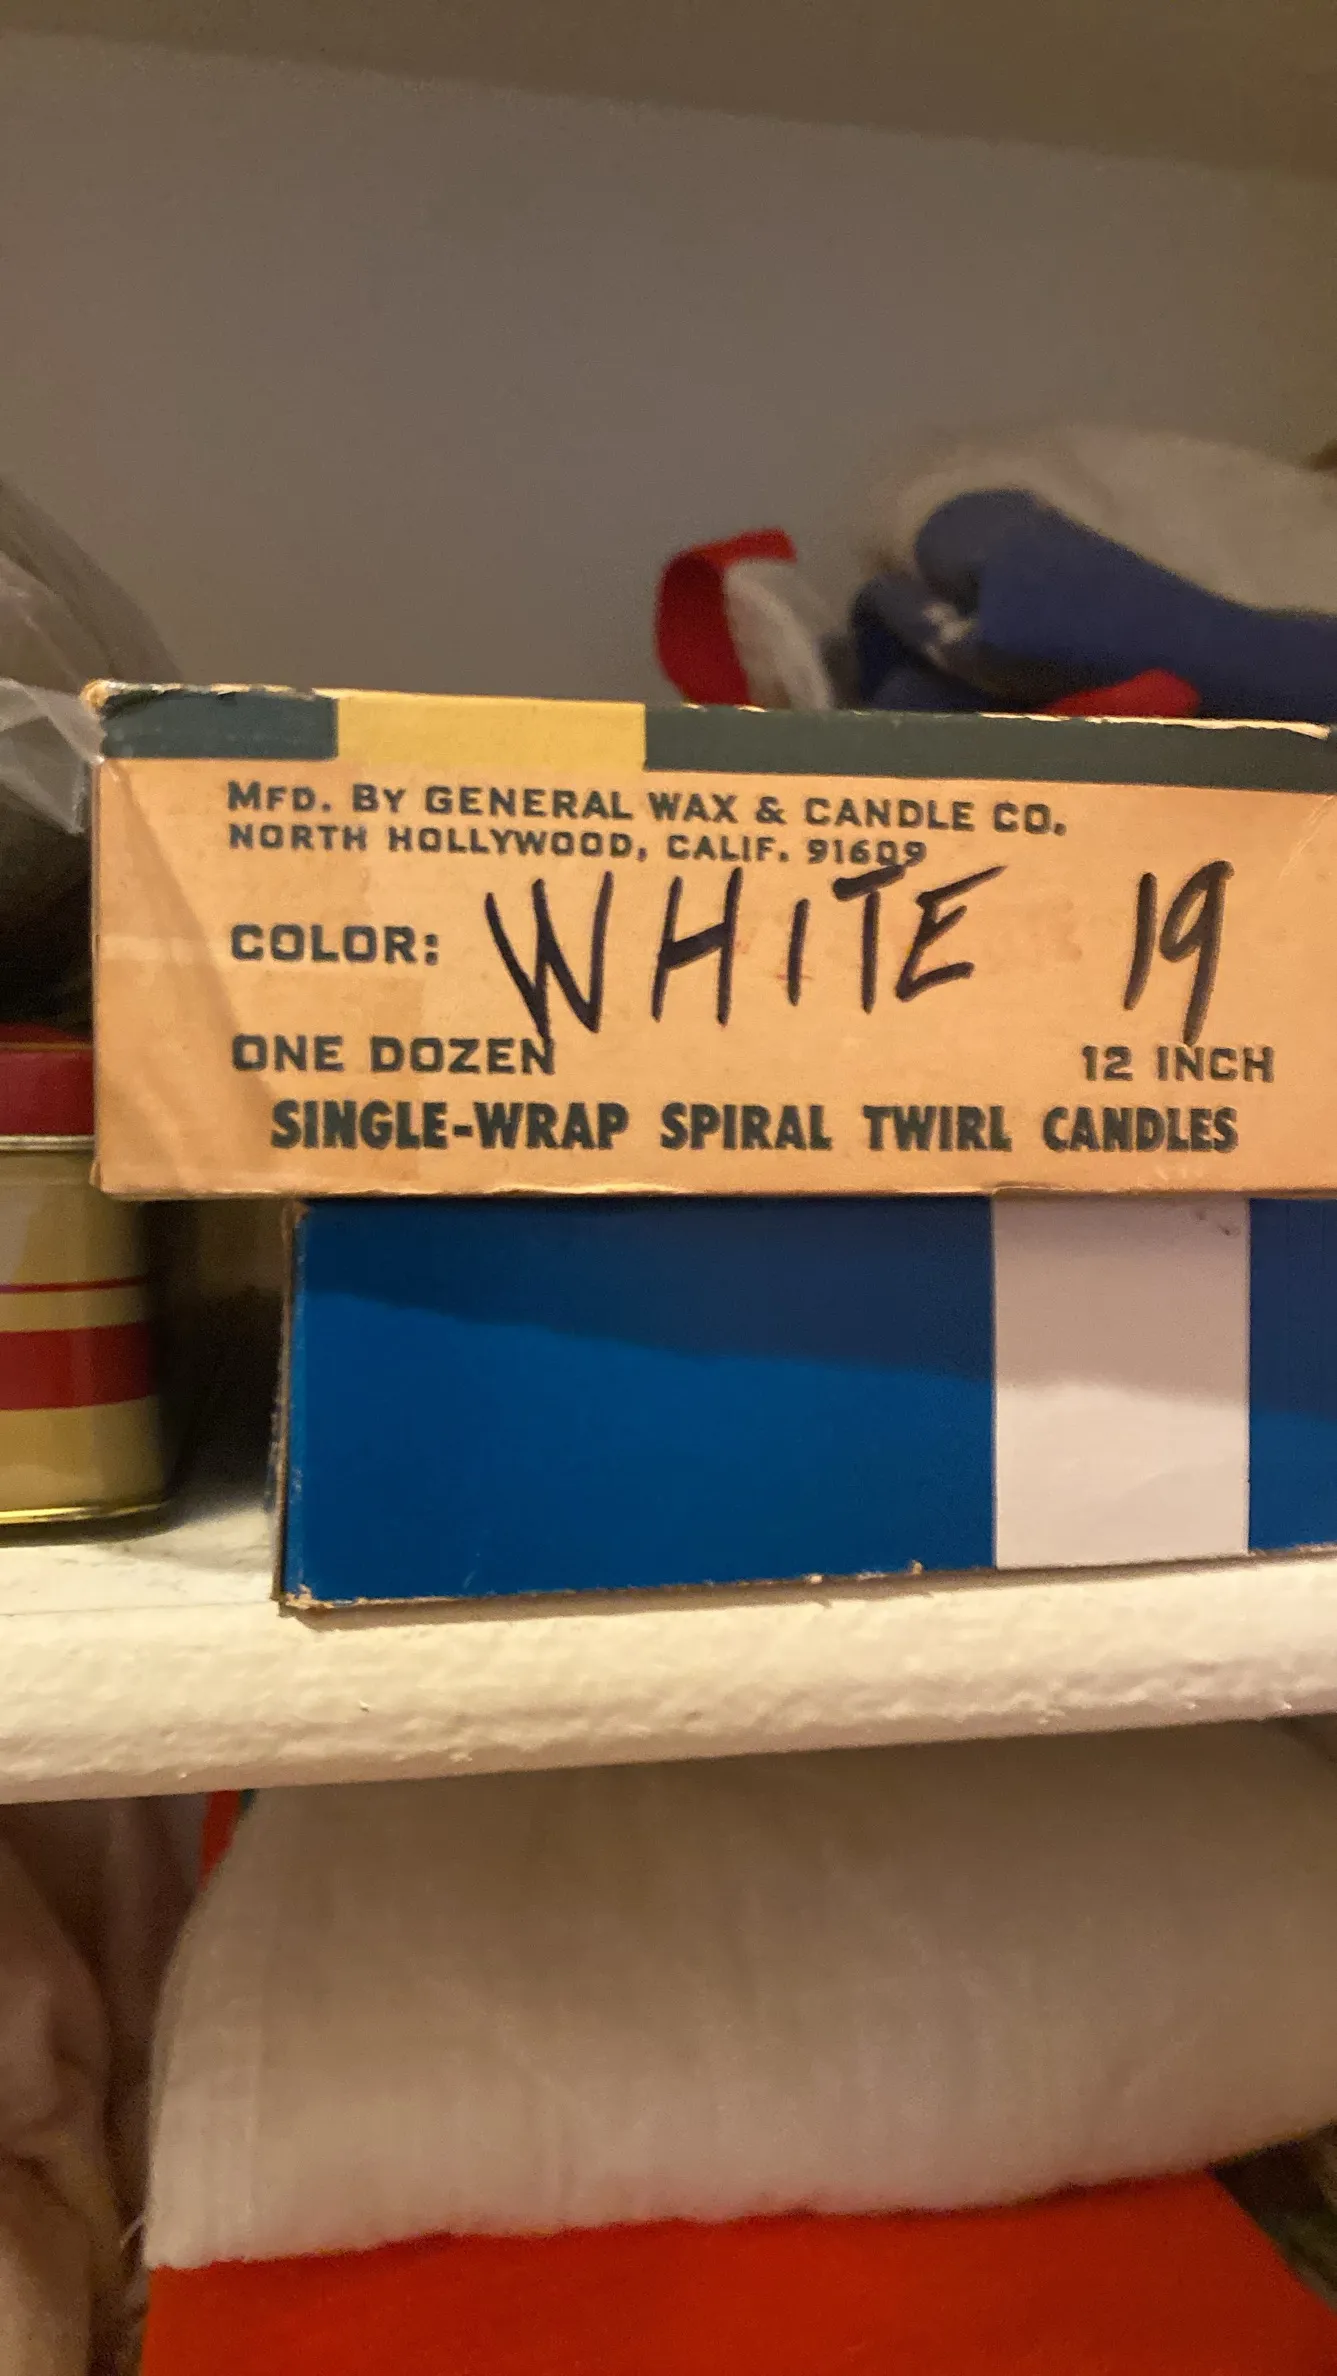 MFD. BY GENERAL WAX & CANDLE CO.
NORTH HOLLYWOOD, CALIF. 91609
COLOR: WHITE 19
ONE DOZEN 12 INCH
SINGLE-WRAP SPIRAL TWIRL CANDLES